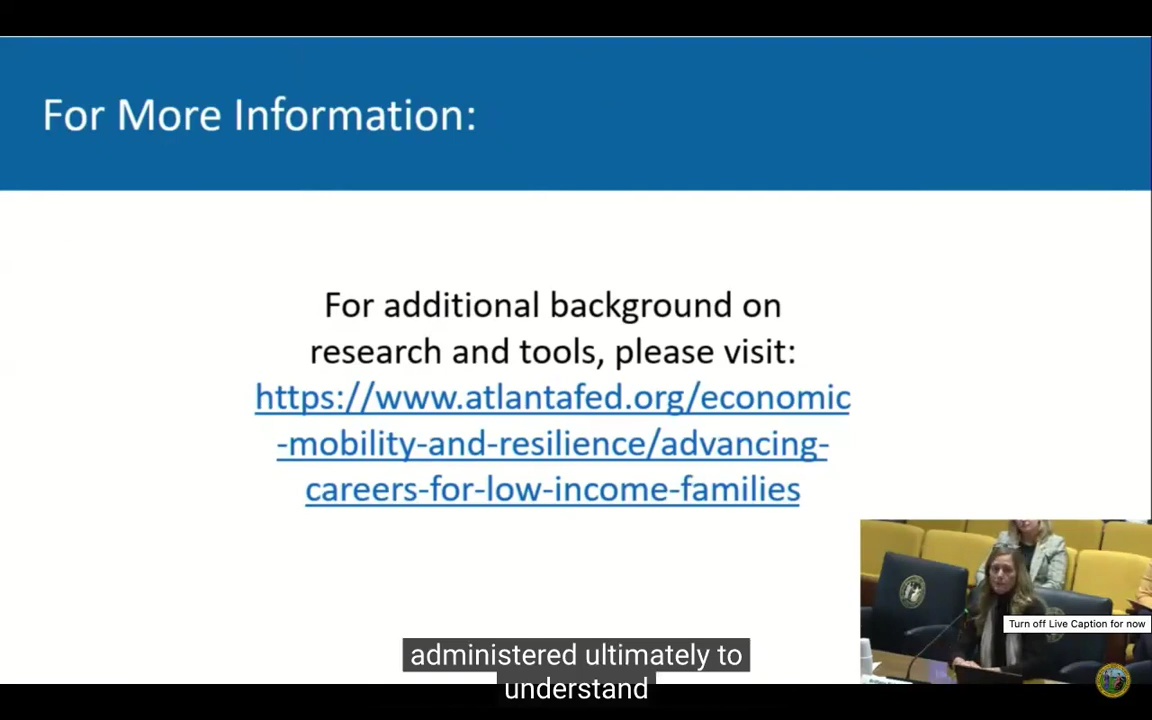 For More Information:
For additional background on
research and tools, please visit:
https://www.atlantafed.org/economic
-mobility-and-resilience/advancing-
careers-for-low-income-families
Turn off Live Caption for now
administered ultimately to
understand